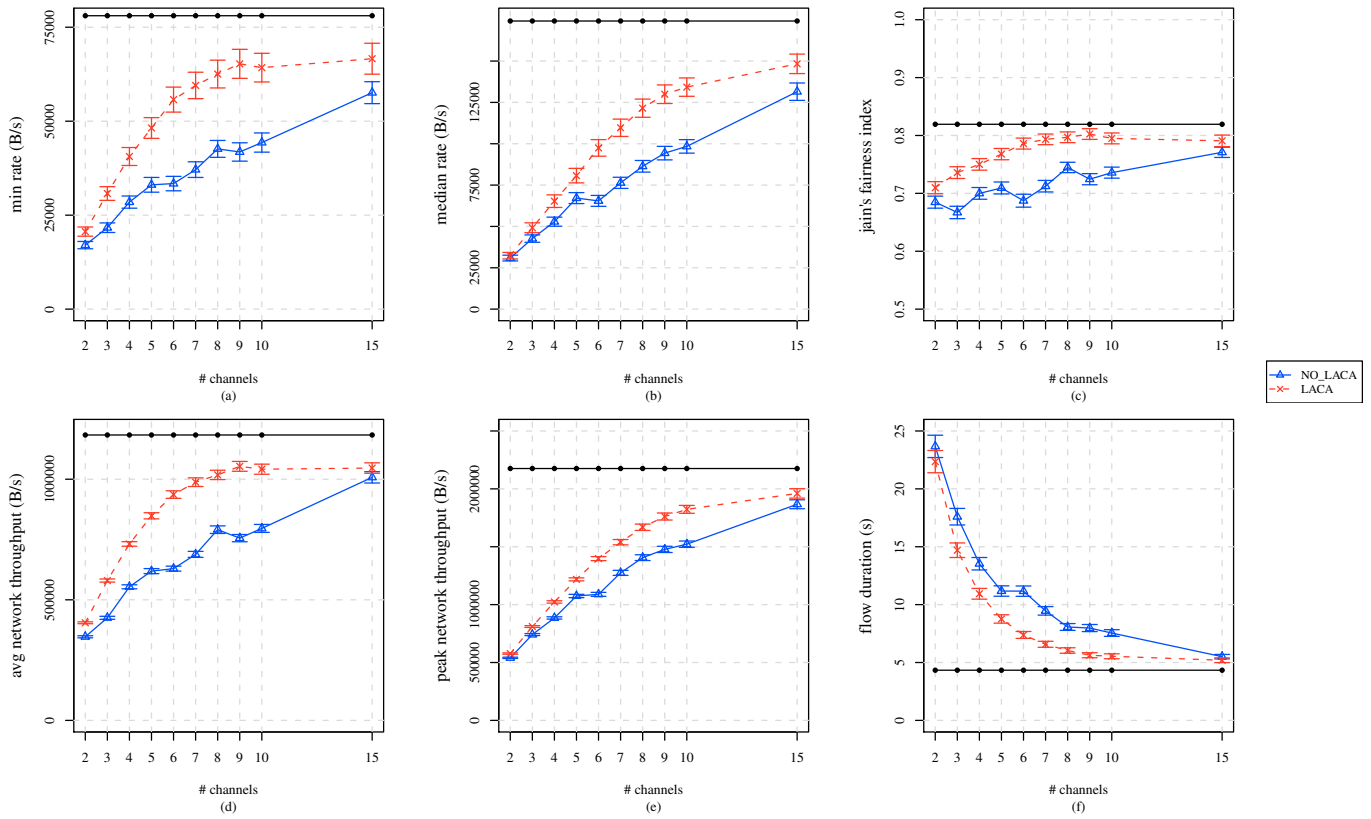 min rate (B/s)
0 25000 50000 75000
2 3 4 5 6 7 8 9 10 15
# channels
(a)
median rate (B/s)
0 25000 75000 125000
2 3 4 5 6 7 8 9 10 15
# channels
(b)
jain's fairness index
0.5 0.6 0.7 0.8 0.9 1.0
2 3 4 5 6 7 8 9 10 15
# channels
(c)
NO_LACA
LACA
avg network throughput (B/s)
0 500000 1000000
2 3 4 5 6 7 8 9 10 15
# channels
(d)
peak network throughput (B/s)
0 500000 1000000 2000000
2 3 4 5 6 7 8 9 10 15
# channels
(e)
flow duration (s)
0 5 10 15 20 25
2 3 4 5 6 7 8 9 10 15
# channels
(f)